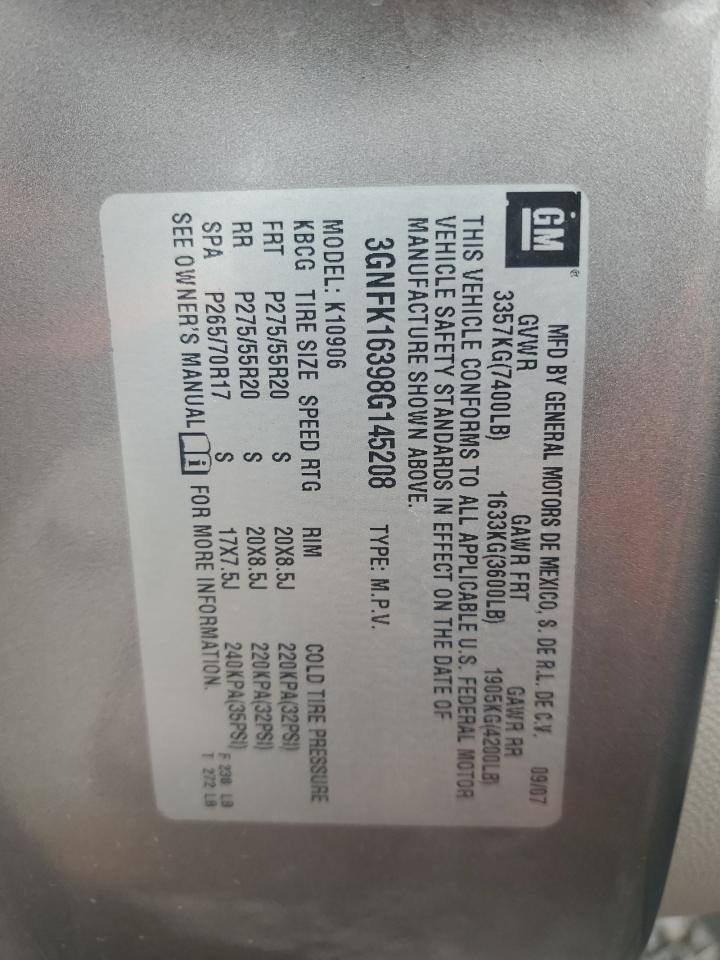 GM®
MFD BY GENERAL MOTORS DE MEXICO, S. DE R.L. DE C.V. 09/07
GVWR GAWR FRT GAWR RR
3357KG(7400LB) 1633KG(3600LB) 1905KG(4200LB)
THIS VEHICLE CONFORMS TO ALL APPLICABLE U.S. FEDERAL MOTOR
VEHICLE SAFETY STANDARDS IN EFFECT ON THE DATE OF
MANUFACTURE SHOWN ABOVE.
3GNFK16398G145208 TYPE: M.P.V.
MODEL: K10906
KBCG TIRE SIZE SPEED RTG RIM COLD TIRE PRESSURE
FRT P275/55R20 S 20X8.5J 220KPA(32PSI)
RR P275/55R20 S 20X8.5J 220KPA(32PSI)
SPA P265/70R17 S 17X7.5J 240KPA(35PSI) F 238 LB
SEE OWNER'S MANUAL i FOR MORE INFORMATION. T 272 LB